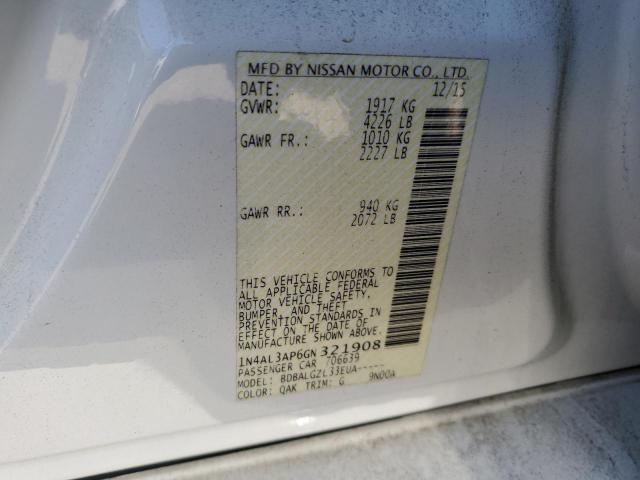 MFD BY NISSAN MOTOR CO., LTD.
DATE: 12/15
GVWR: 1917 KG
4226 LB
GAWR FR.: 1010 KG
2227 LB
GAWR RR.: 940 KG
2072 LB
THIS VEHICLE CONFORMS TO
ALL APPLICABLE FEDERAL
MOTOR VEHICLE SAFETY,
BUMPER, AND THEFT
PREVENTION STANDARDS IN
EFFECT ON THE DATE OF
MANUFACTURE SHOWN ABOVE.
1N4AL3AP6GN321908
PASSENGER CAR 706639
MODEL: BDBALGZL33EUA-----
COLOR: QAK TRIM: G 9N00A